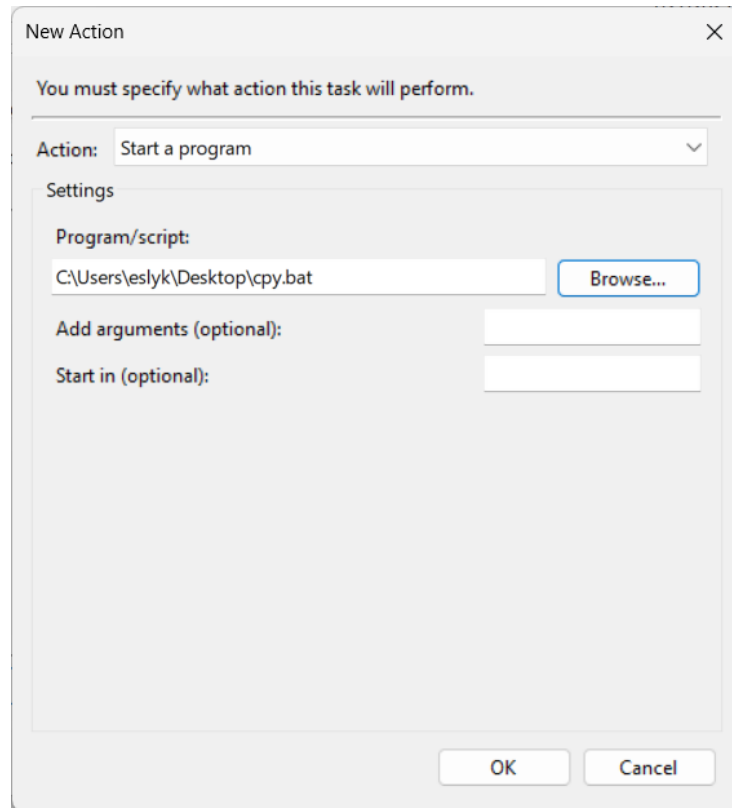 New Action
You must specify what action this task will perform.
Action: Start a program
Settings
Program/script:
C:\Users\eslyk\Desktop\cpy.bat Browse...
Add arguments (optional):
Start in (optional):
OK Cancel